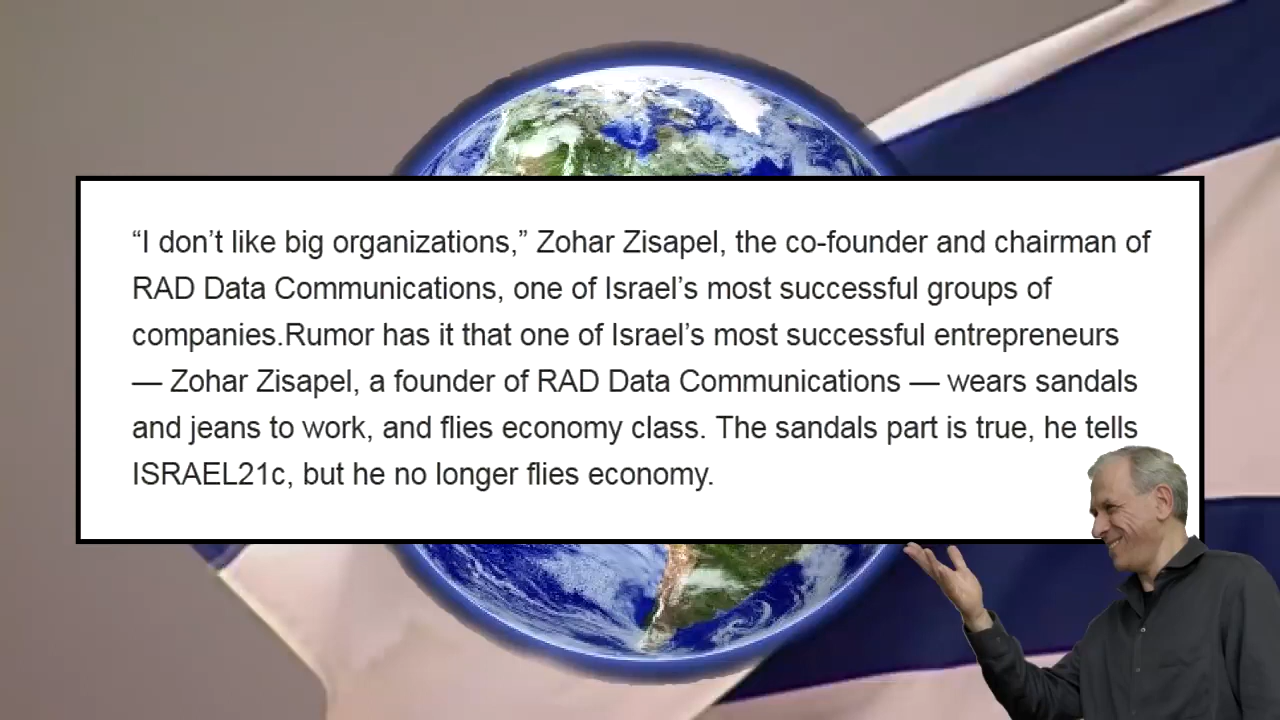 “I don’t like big organizations,” Zohar Zisapel, the co-founder and chairman of
RAD Data Communications, one of Israel’s most successful groups of
companies.Rumor has it that one of Israel’s most successful entrepreneurs
— Zohar Zisapel, a founder of RAD Data Communications — wears sandals
and jeans to work, and flies economy class. The sandals part is true, he tells
ISRAEL21c, but he no longer flies economy.